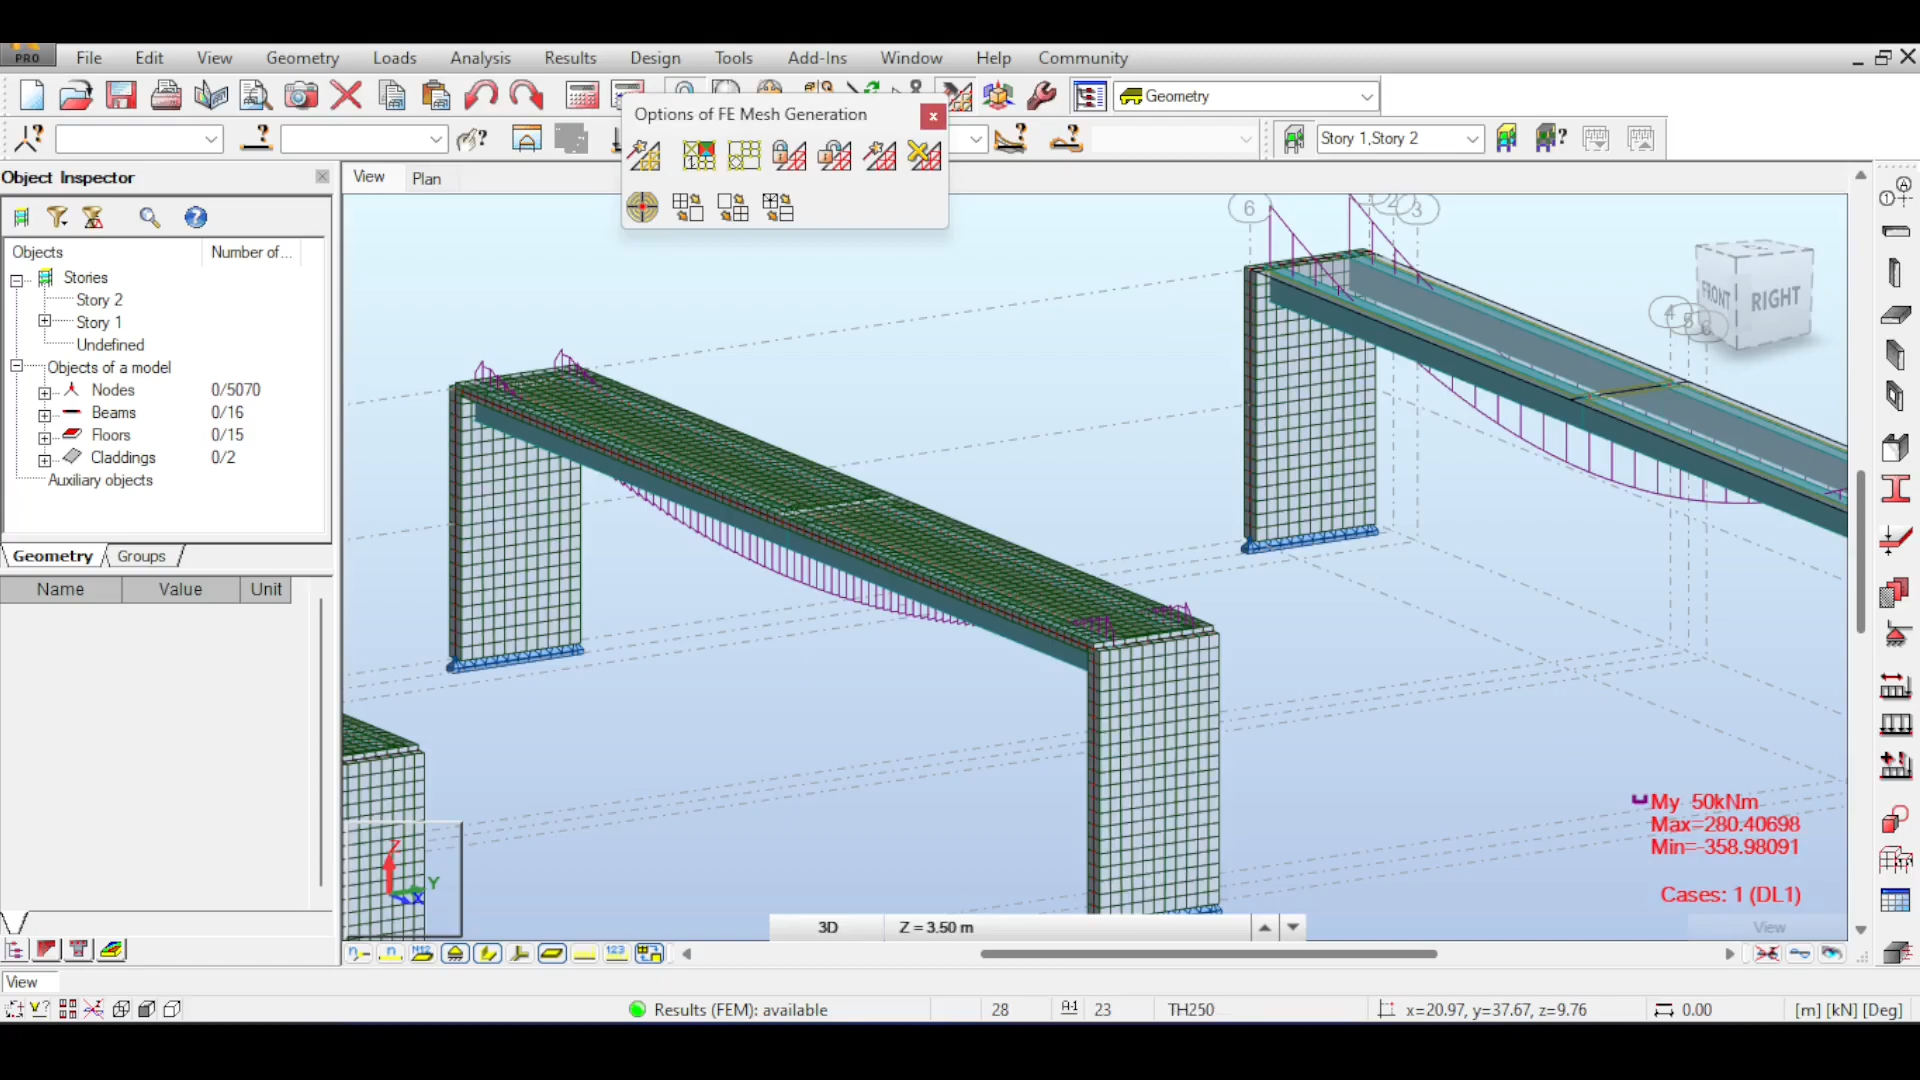 PRO File Edit View Geometry Loads Analysis Results Design Tools Add-Ins Window Help Community
Geometry
Options of FE Mesh Generation
Story 1,Story 2
Object Inspector
View Plan
Objects Number of...
Stories
Story 2
Story 1
Undefined
Objects of a model
Nodes 0/5070
Beams 0/16
Floors 0/15
Claddings 0/2
Auxiliary objects
Geometry Groups
Name Value Unit
6 2 3
4 5 6
FRONT RIGHT
My 50kNm
Max=280.40698
Min=-358.98091
Cases: 1 (DL1)
Z Y X
3D Z = 3.50 m
View
View
Results (FEM): available 28 23 TH250 x=20.97, y=37.67, z=9.76 0.00 [m] [kN] [Deg]